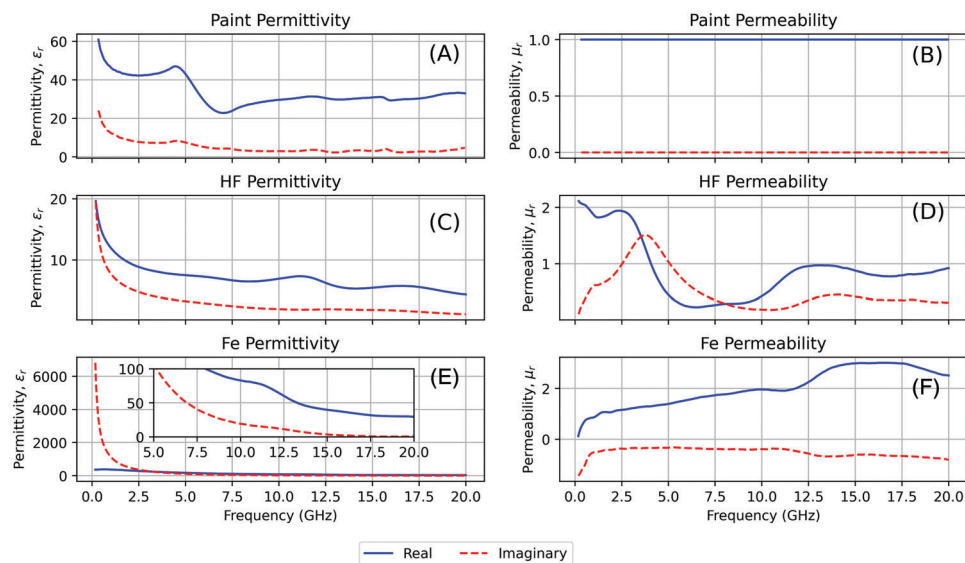 Paint Permittivity
Paint Permeability
60
40
20
0
Permittivity, εr
(A)
1.0
0.5
0.0
Permeability, μr
(B)
HF Permittivity
HF Permeability
20
10
Permittivity, εr
(C)
2
1
Permeability, μr
(D)
Fe Permittivity
Fe Permeability
6000
4000
2000
0
Permittivity, εr
100
50
0
5.0 7.5 10.0 12.5 15.0 17.5 20.0
(E)
2
0
Permeability, μr
(F)
0.0 2.5 5.0 7.5 10.0 12.5 15.0 17.5 20.0
0.0 2.5 5.0 7.5 10.0 12.5 15.0 17.5 20.0
Frequency (GHz)
Frequency (GHz)
Real Imaginary